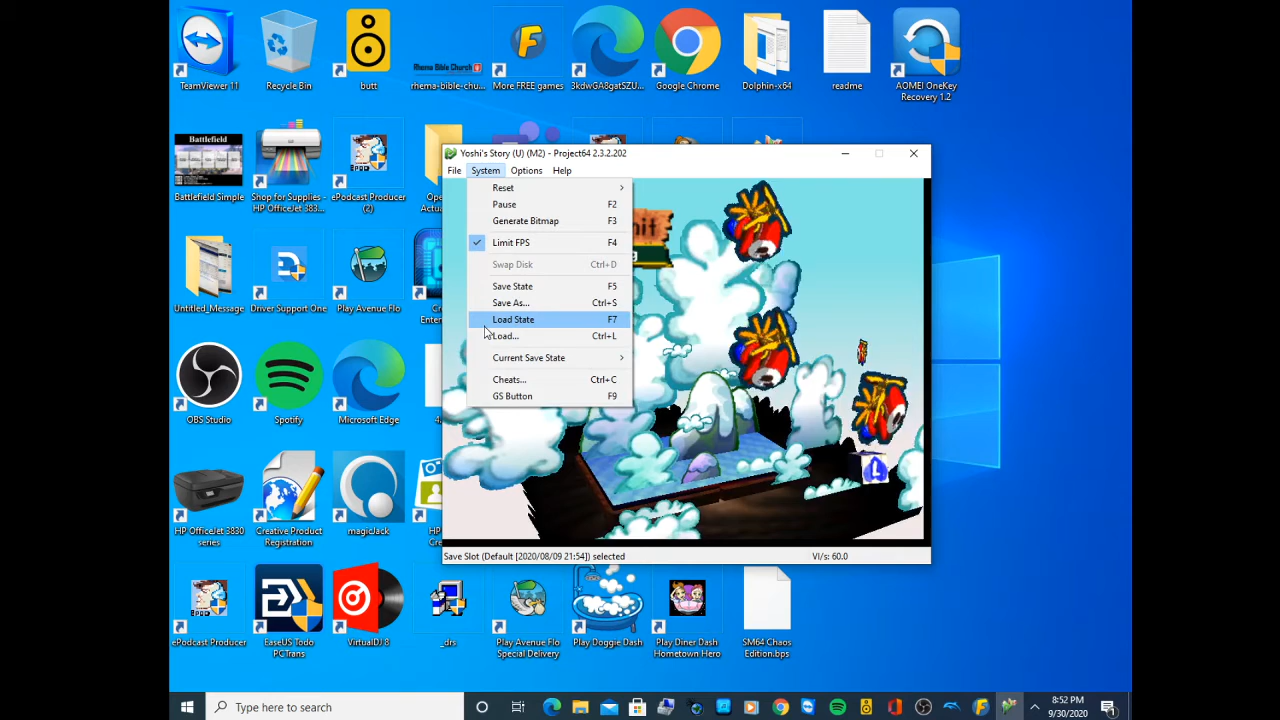 TeamViewer 11
Recycle Bin
butt
Rhema Bible Church
rhema-bible-chu...
More FREE games
3kdwGA8gatSZU...
Google Chrome
Dolphin-x64
readme
AOMEI OneKey
Recovery 1.2
Battlefield
Battlefield Simple
Shop for Supplies -
HP OfficeJet 383...
ePodcast Producer
(2)
Yoshi's Story (U) (M2) - Project64 2.3.2.202
File System Options Help
Reset
Pause F2
Generate Bitmap F3
Limit FPS F4
Swap Disk Ctrl+D
Save State F5
Save As... Ctrl+S
Load State F7
Load... Ctrl+L
Current Save State
Cheats... Ctrl+C
GS Button F9
L
Save Slot (Default [2020/08/09 21:54]) selected
VI/s: 60.0
Untitled_Message
Driver Support One
Play Avenue Flo
OBS Studio
Spotify
Microsoft Edge
HP OfficeJet 3830
series
Creative Product
Registration
magicJack
ePodcast Producer
EaseUS Todo
PCTrans
VirtualDJ 8
_drs
Play Avenue Flo
Special Delivery
Play Doggie Dash
Play Diner Dash
Hometown Hero
SM64 Chaos
Edition.bps
Type here to search
8:52 PM
9/30/2020
1